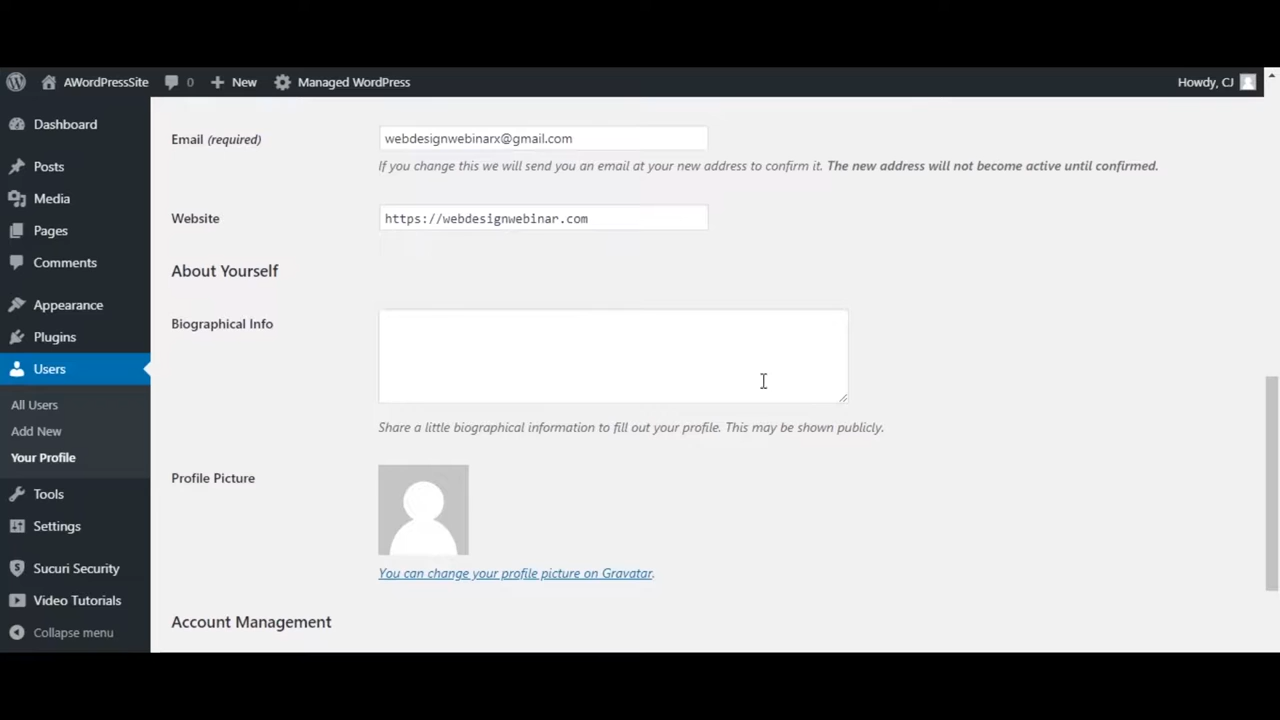 AWordPressSite 0 New Managed WordPress Howdy, CJ
Dashboard
Posts
Media
Pages
Comments
Appearance
Plugins
Users
All Users
Add New
Your Profile
Tools
Settings
Sucuri Security
Video Tutorials
Collapse menu
Email (required) webdesignwebinarx@gmail.com
If you change this we will send you an email at your new address to confirm it. The new address will not become active until confirmed.
Website https://webdesignwebinar.com
About Yourself
Biographical Info
Share a little biographical information to fill out your profile. This may be shown publicly.
Profile Picture
You can change your profile picture on Gravatar.
Account Management